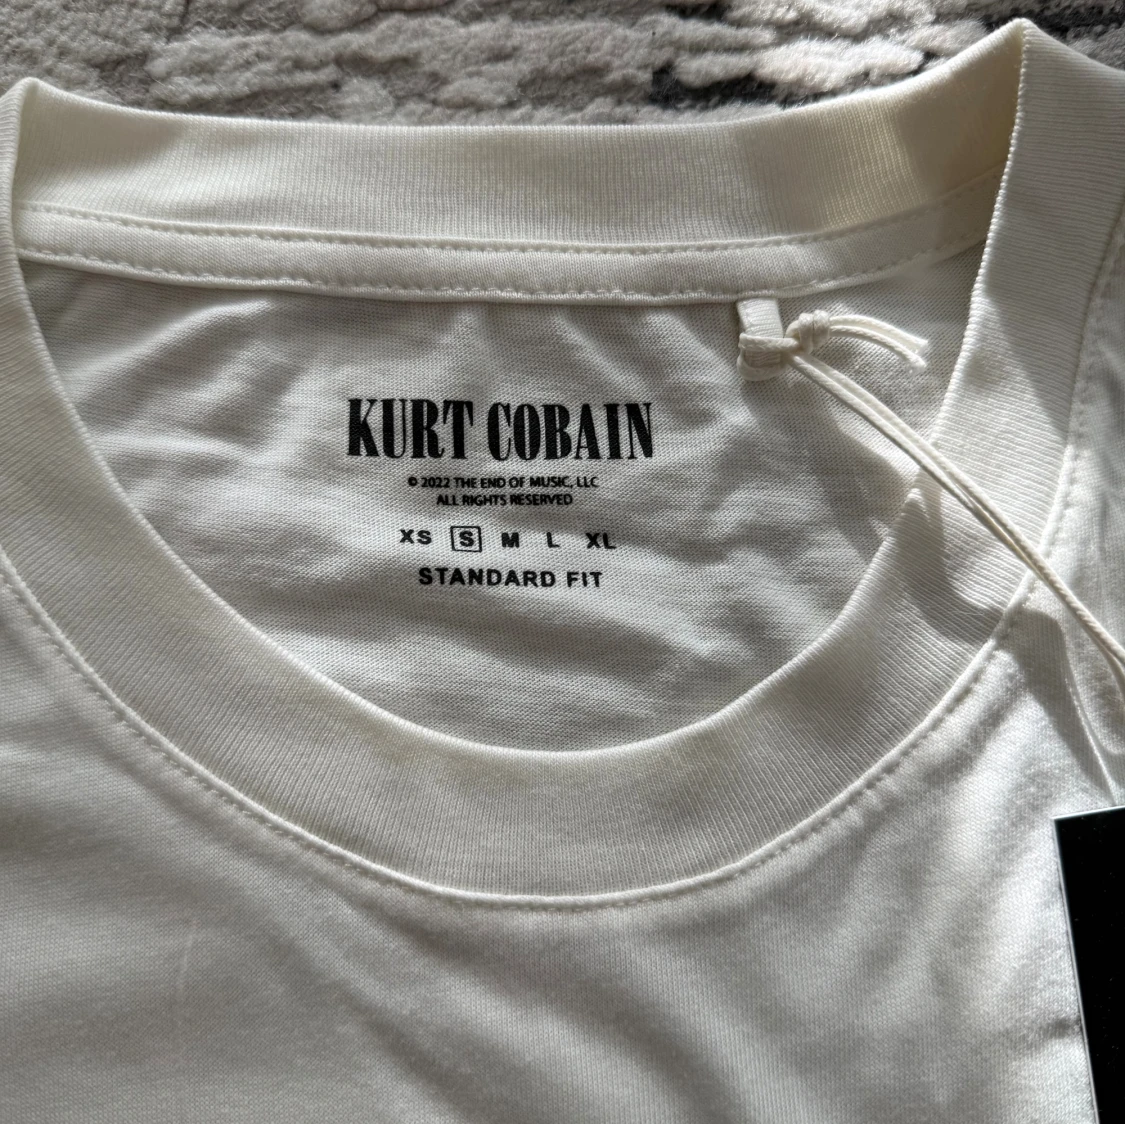 KURT COBAIN
© 2022 THE END OF MUSIC, LLC
ALL RIGHTS RESERVED
XS S M L XL
STANDARD FIT